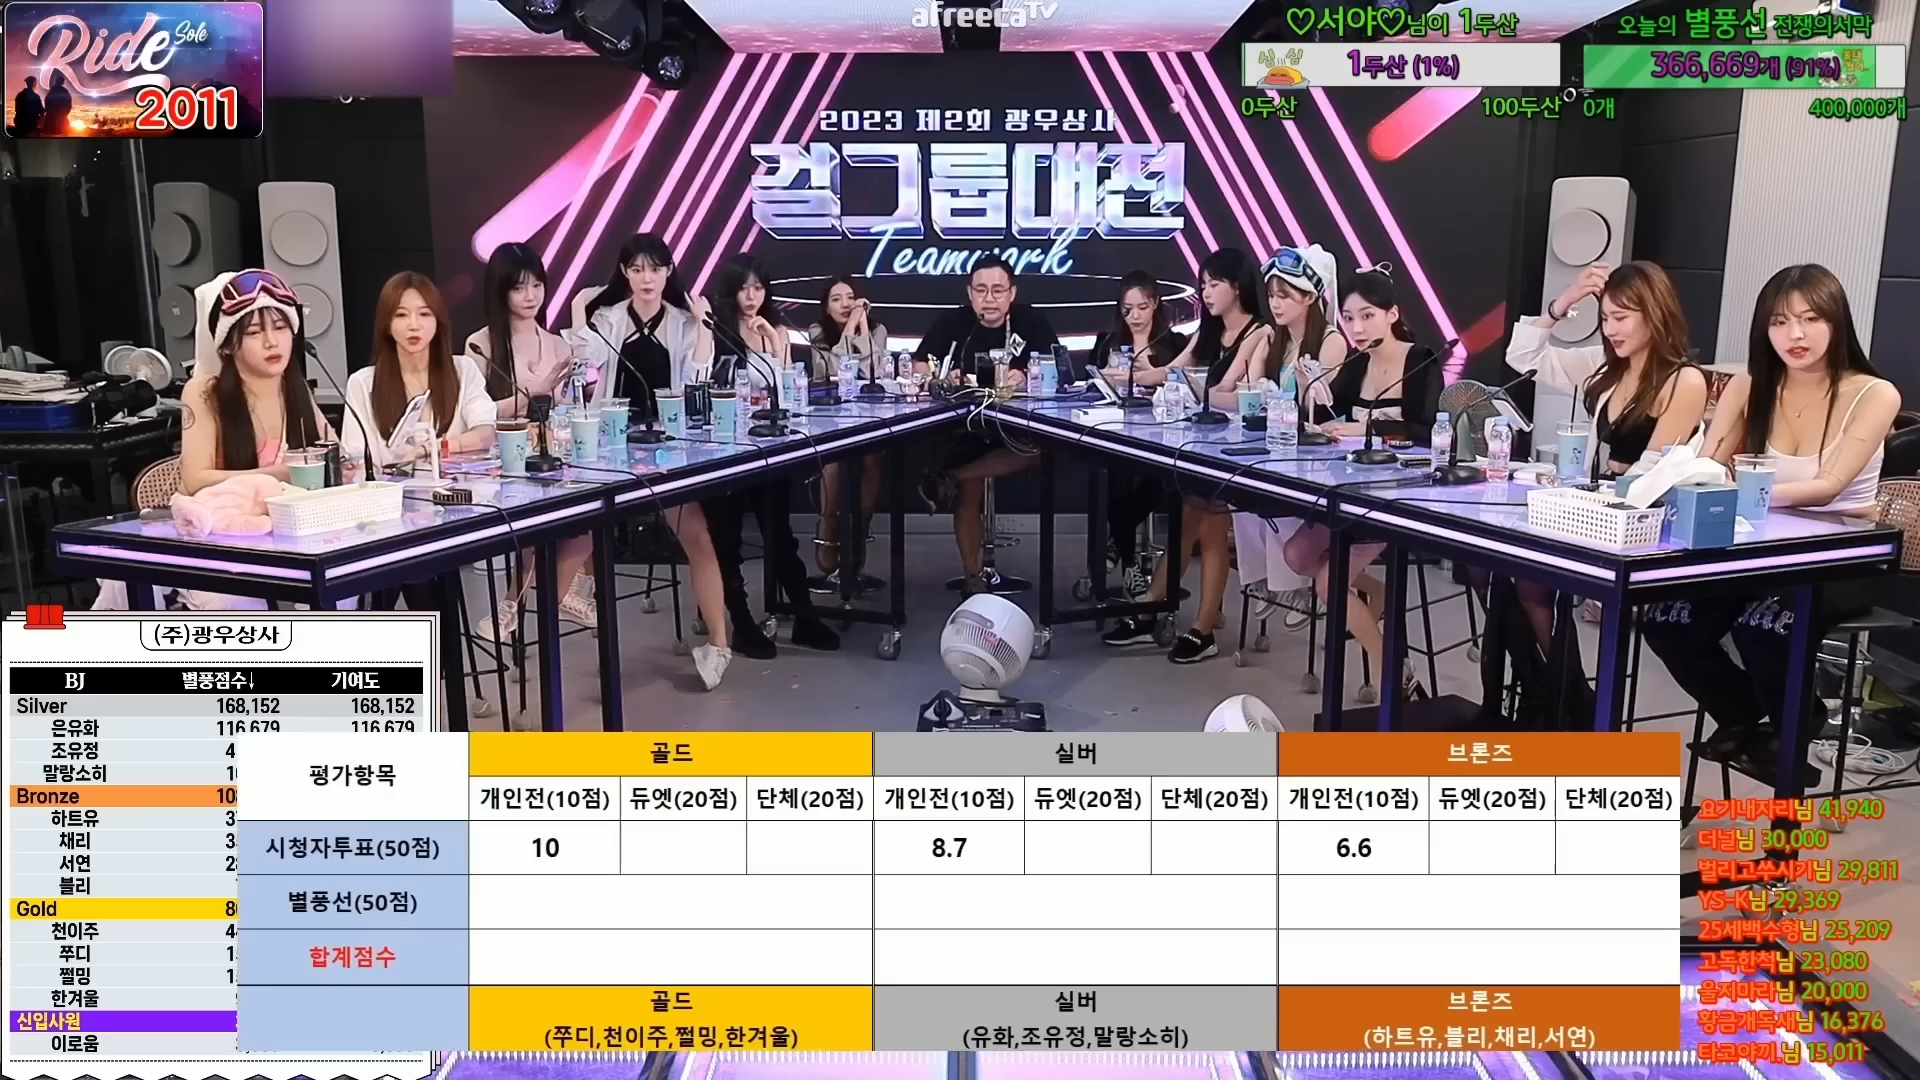 Ride
Sole
2011
afreecaTV
♡서야♡님이 1두산
1두산 (1%)
0두산
100두산
오늘의 별풍선 전쟁의서막
366,669개 (91%)
0개
400,000개
2023 제2회 광우상사
걸그룹대전
Teamwork
(주)광우상사
BJ 별풍점수↓ 기여도
Silver 168,152 168,152
은유화 116,679 116,679
조유정
말랑소히
Bronze
하트유
채리
서연
블리
Gold
천이주
쭈디
쩔밍
한겨울
신입사원
이로움
평가항목
골드
실버
브론즈
개인전(10점) 듀엣(20점) 단체(20점) 개인전(10점) 듀엣(20점) 단체(20점) 개인전(10점) 듀엣(20점) 단체(20점)
시청자투표(50점) 10 8.7 6.6
별풍선(50점)
합계점수
골드
(쭈디,천이주,쩔밍,한겨울)
실버
(유화,조유정,말랑소히)
브론즈
(하트유,블리,채리,서연)
요기내자리님 41,940
더널님 30,000
벌리고쑤시기님 29,811
YS-K님 29,369
25세백수형님 25,209
고독한척님 23,080
울지마라님 20,000
황금개독새님 16,376
타코야끼님 15,011